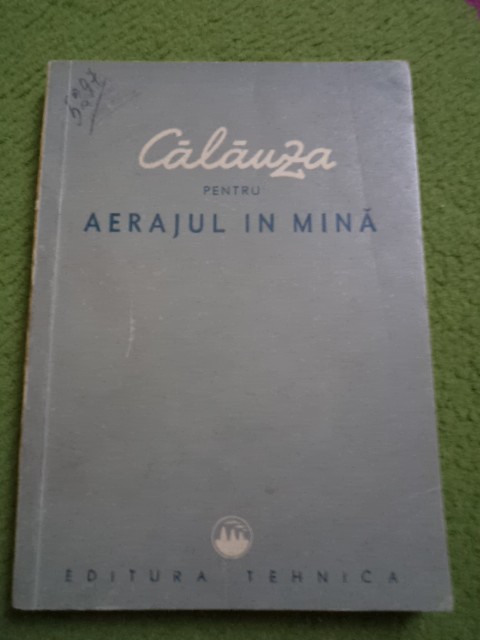 Călăuza
PENTRU
AERAJUL IN MINĂ
EDITURA TEHNICA